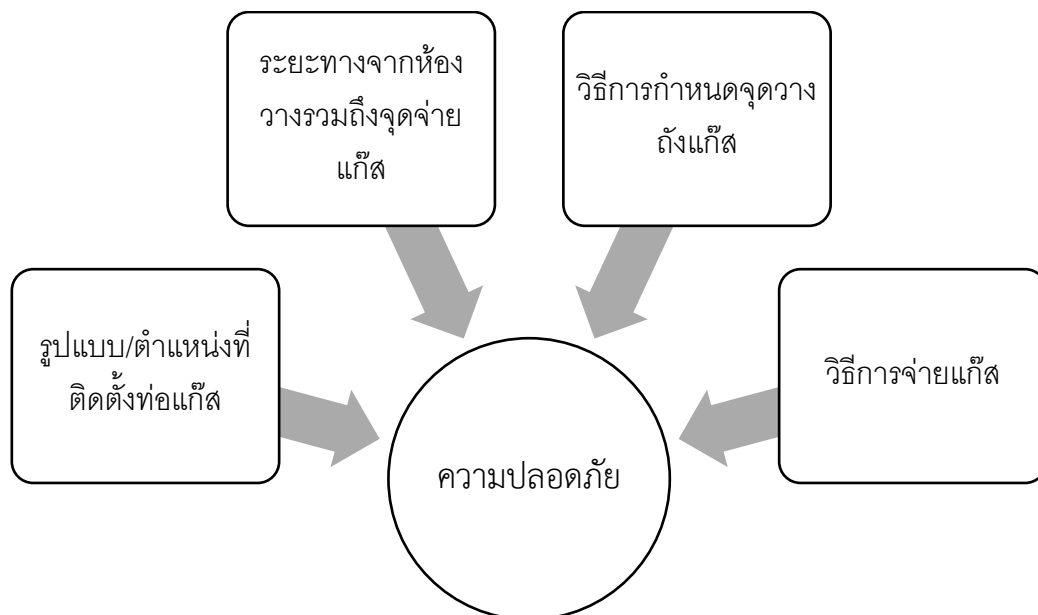 ระยะทางจากห้อง
วางรวมถึงจุดจ่าย
แก๊ส
วิธีการกำหนดจุดวาง
ถังแก๊ส
รูปแบบ/ตำแหน่งที่
ติดตั้งท่อแก๊ส
วิธีการจ่ายแก๊ส
ความปลอดภัย